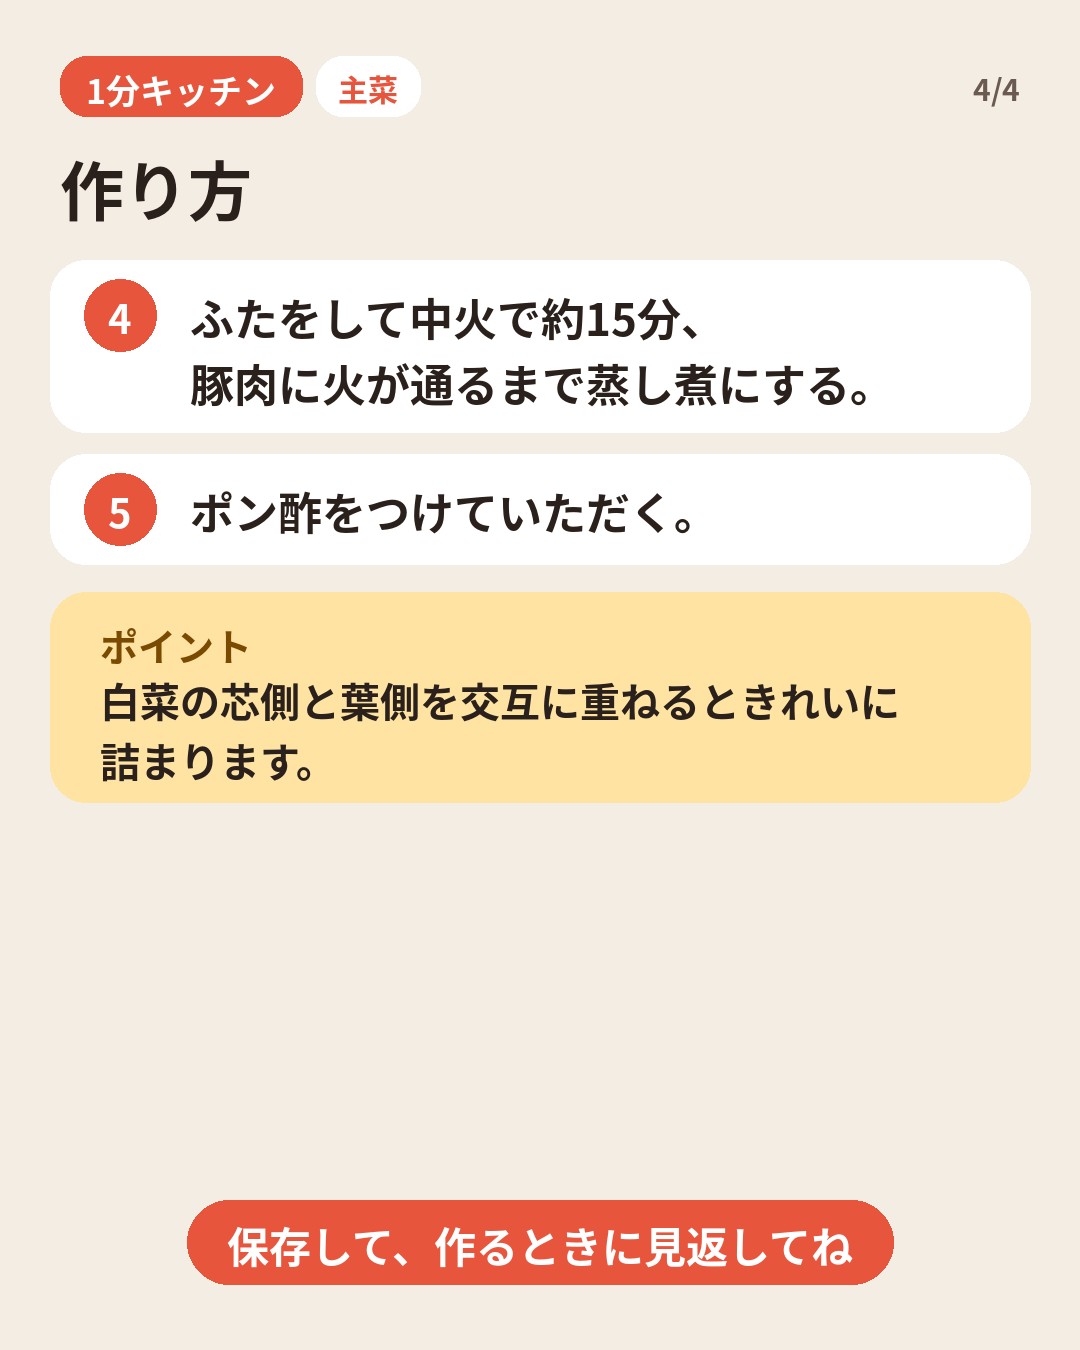 1分キッチン 主菜 4/4
作り方
4 ふたをして中火で約15分、
豚肉に火が通るまで蒸し煮にする。
5 ポン酢をつけていただく。
ポイント
白菜の芯側と葉側を交互に重ねるときれいに
詰まります。
保存して、作るときに見返してね